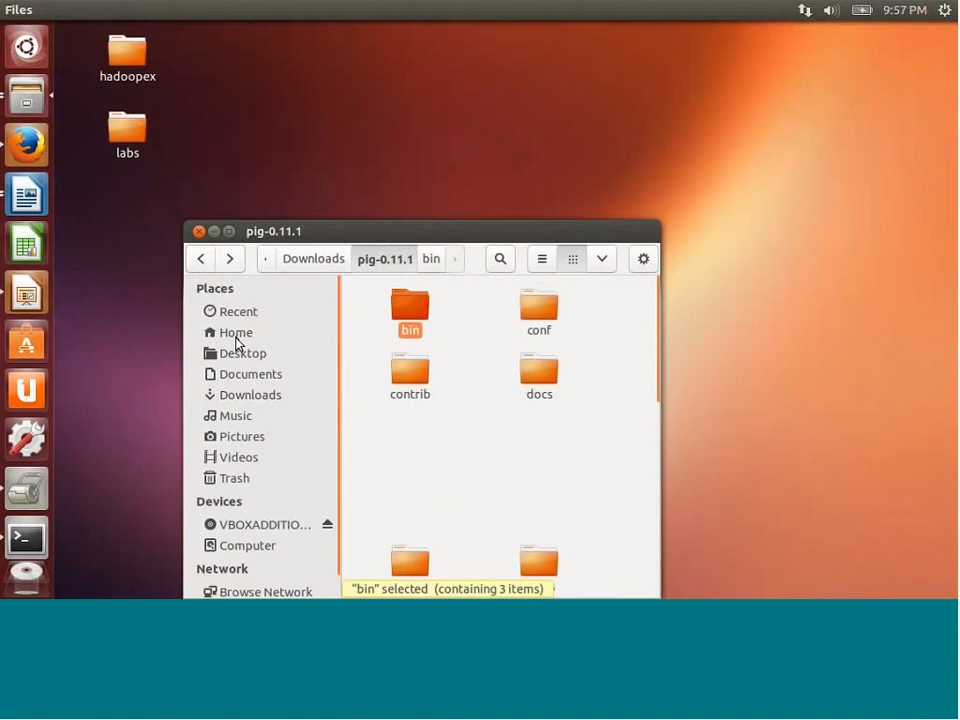 Files
9:57 PM
hadoopex
labs
pig-0.11.1
Downloads
pig-0.11.1
bin
Places
Recent
Home
Desktop
Documents
Downloads
Music
Pictures
Videos
Trash
Devices
VBOXADDITIO...
Computer
Network
Browse Network
bin
conf
contrib
docs
"bin" selected (containing 3 items)